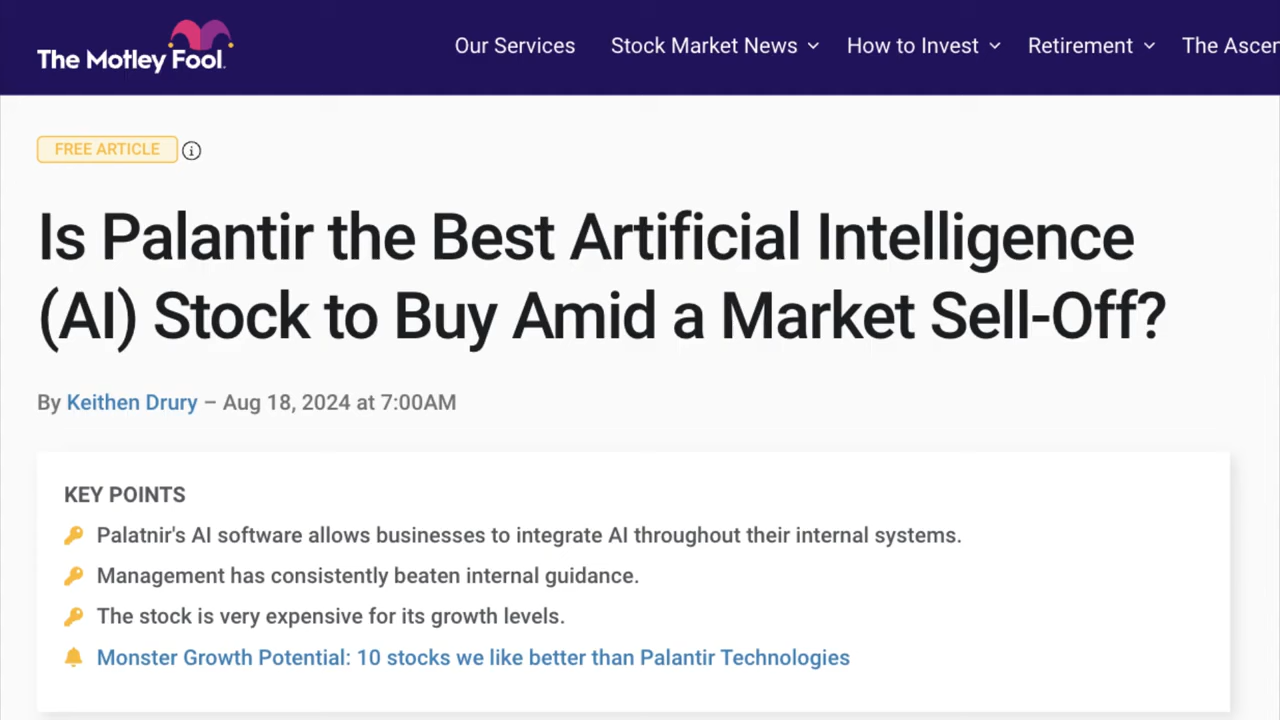 The Motley Fool.
Our Services
Stock Market News
How to Invest
Retirement
The Ascen
FREE ARTICLE
Is Palantir the Best Artificial Intelligence
(AI) Stock to Buy Amid a Market Sell-Off?
By Keithen Drury – Aug 18, 2024 at 7:00AM
KEY POINTS
Palatnir's AI software allows businesses to integrate AI throughout their internal systems.
Management has consistently beaten internal guidance.
The stock is very expensive for its growth levels.
Monster Growth Potential: 10 stocks we like better than Palantir Technologies